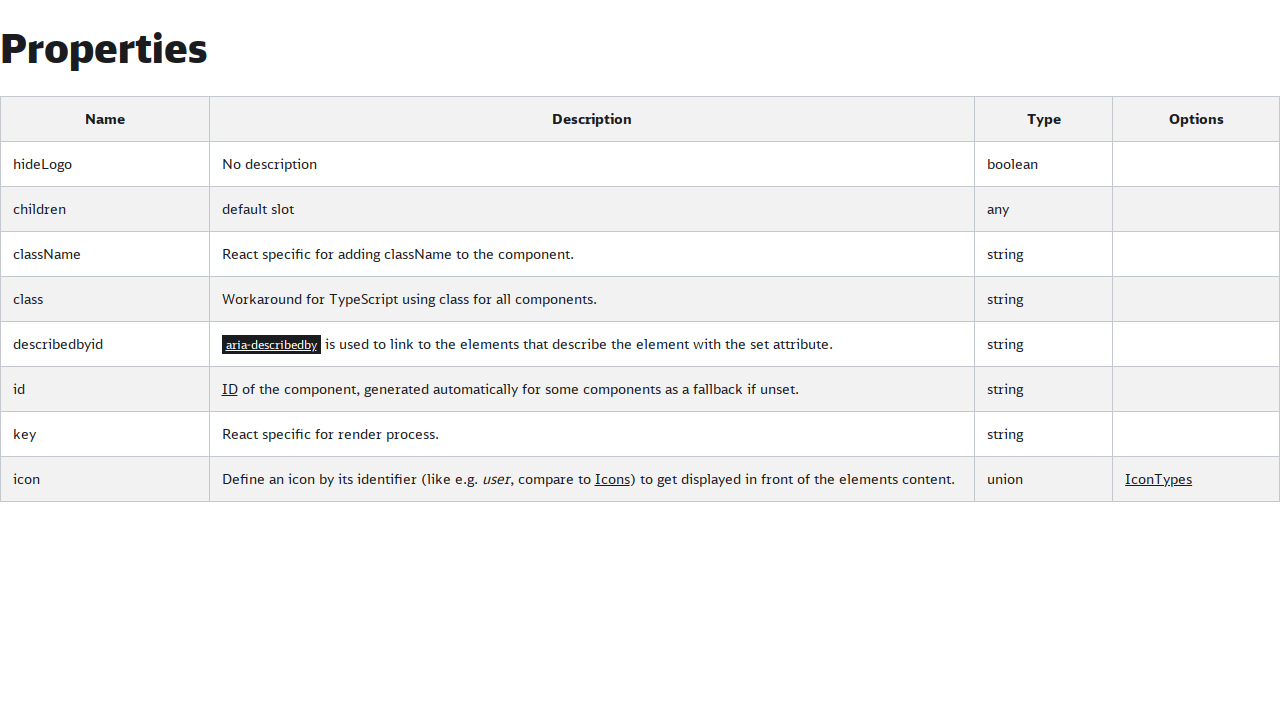 Properties
Name Description Type Options
hideLogo No description boolean
children default slot any
className React specific for adding className to the component. string
class Workaround for TypeScript using class for all components. string
describedbyid aria-describedby is used to link to the elements that describe the element with the set attribute. string
id ID of the component, generated automatically for some components as a fallback if unset. string
key React specific for render process. string
icon Define an icon by its identifier (like e.g. user, compare to Icons) to get displayed in front of the elements content. union IconTypes